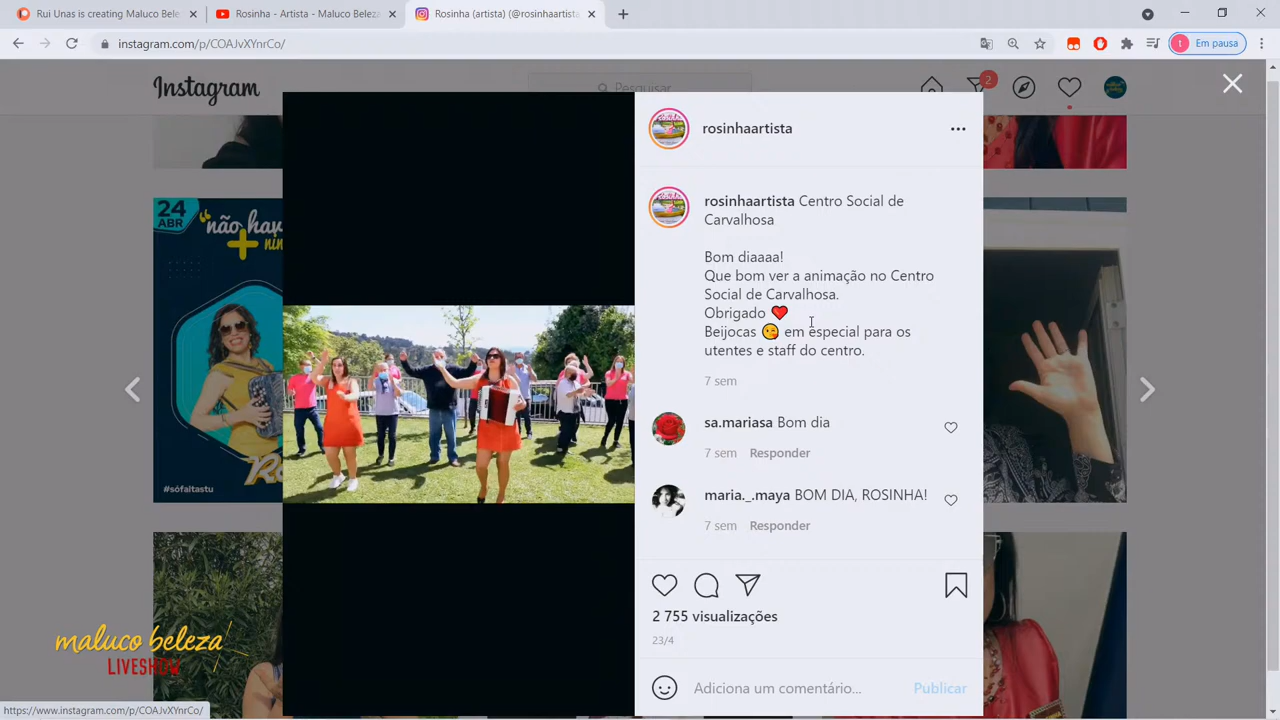 Rui Unas is creating Maluco Bele
Rosinha - Artista - Maluco Beleza
Rosinha (artista) (@rosinhaartista
instagram.com/p/COAJvXYnrCo/
t Em pausa
Instagram
Pesquisar
2
rosinhaartista
rosinhaartista Centro Social de
Carvalhosa
Bom diaaaa!
Que bom ver a animação no Centro
Social de Carvalhosa.
Obrigado ❤️
Beijocas 😘 em especial para os
utentes e staff do centro.
7 sem
sa.mariasa Bom dia
7 sem Responder
maria._.maya BOM DIA, ROSINHA!
7 sem Responder
2 755 visualizações
23/4
Adiciona um comentário...
Publicar
24
ABR
"não hav
+ nin
R
#sófaltastu
maluco beleza
LIVESHOW
https://www.instagram.com/p/COAJvXYnrCo/